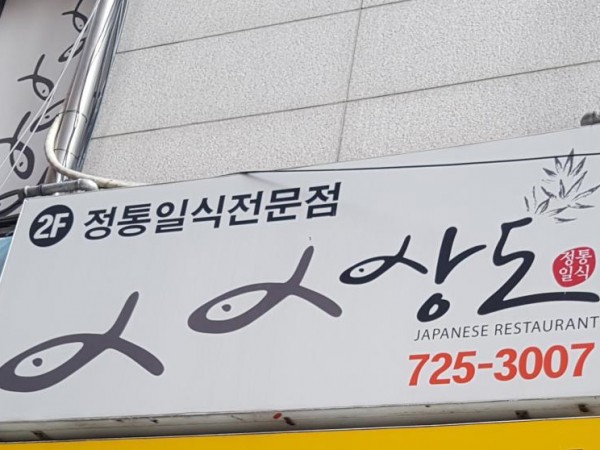 2F 정통일식전문점
상도
정통
일식
JAPANESE RESTAURANT
725-3007